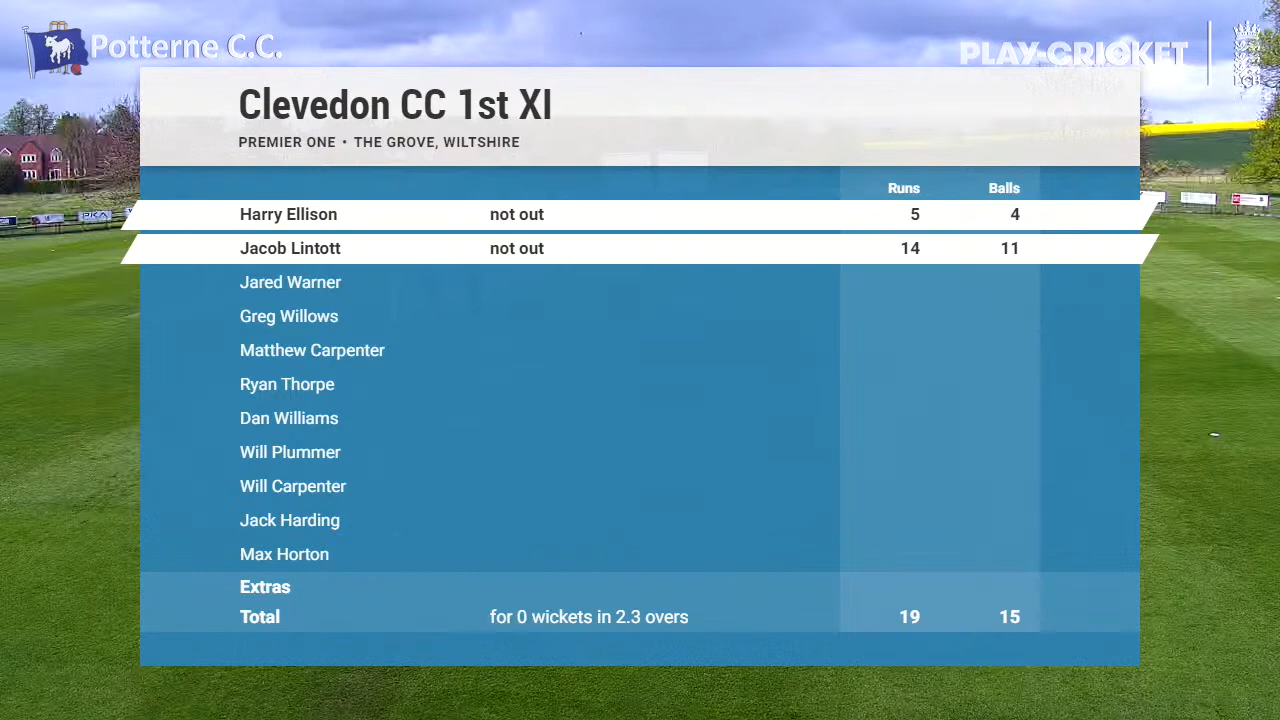 Potterne C.C.
PLAY-CRICKET
Clevedon CC 1st XI
PREMIER ONE • THE GROVE, WILTSHIRE
Runs Balls
Harry Ellison not out 5 4
Jacob Lintott not out 14 11
Jared Warner
Greg Willows
Matthew Carpenter
Ryan Thorpe
Dan Williams
Will Plummer
Will Carpenter
Jack Harding
Max Horton
Extras
Total for 0 wickets in 2.3 overs 19 15
PKA